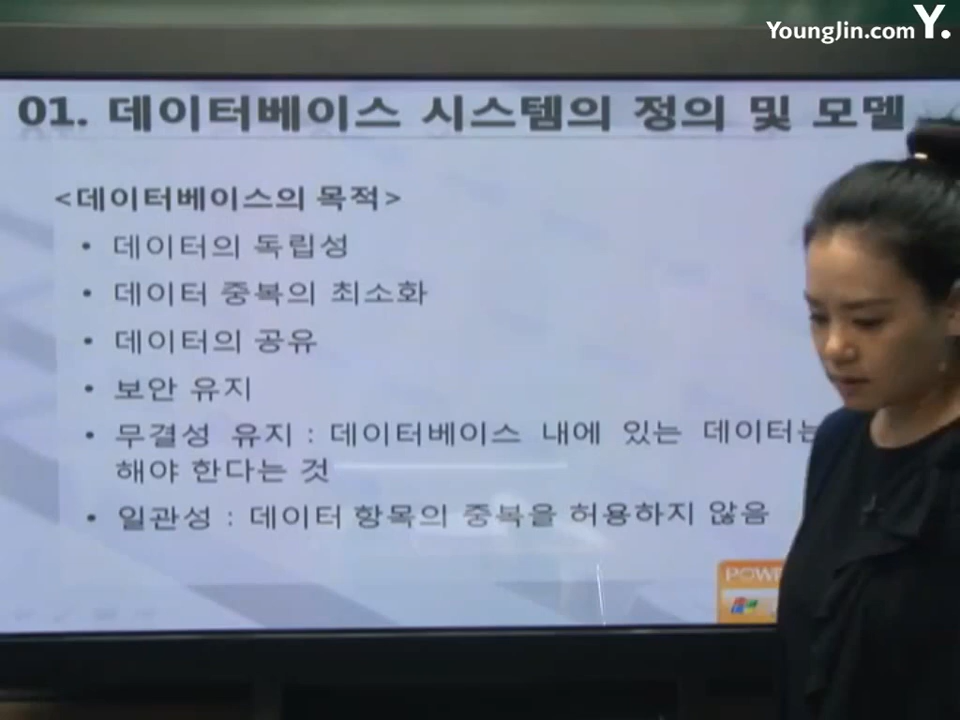 YoungJin.com Y.
01. 데이터베이스 시스템의 정의 및 모델
<데이터베이스의 목적>
• 데이터의 독립성
• 데이터 중복의 최소화
• 데이터의 공유
• 보안 유지
• 무결성 유지 : 데이터베이스 내에 있는 데이터는
해야 한다는 것
• 일관성 : 데이터 항목의 중복을 허용하지 않음